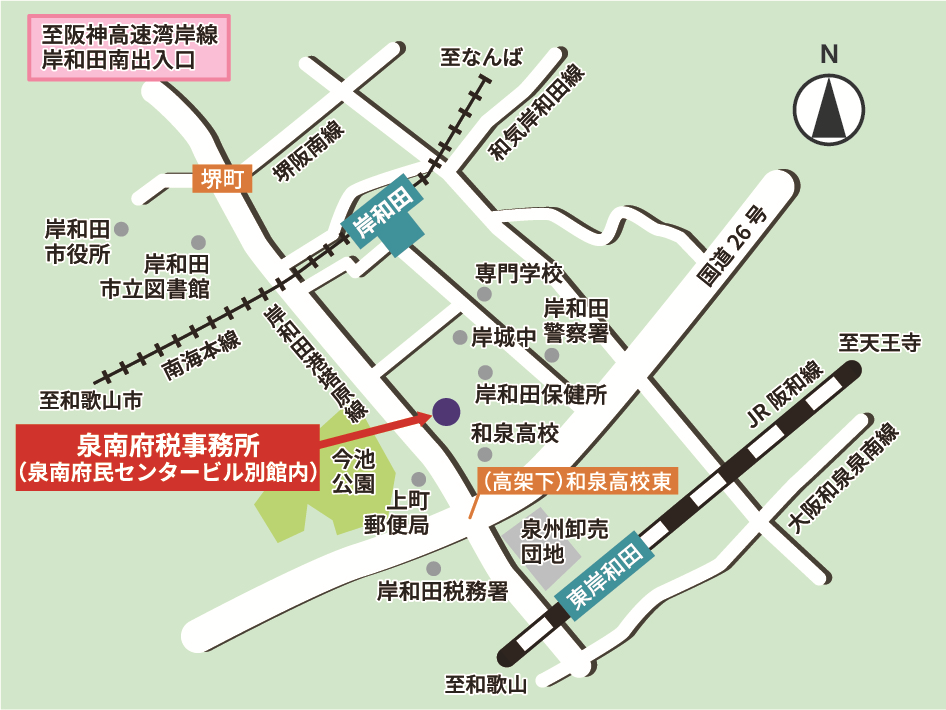 至阪神高速湾岸線
岸和田南出入口
至なんば
N
和気岸和田線
堺阪南線
堺町
岸和田
国道 26 号
岸和田
市役所
岸和田
市立図書館
専門学校
岸和田
警察署
岸城中
南海本線
岸和田港塔原線
至天王寺
JR 阪和線
至和歌山市
岸和田保健所
泉南府税事務所
（泉南府民センタービル別館内）
和泉高校
今池
公園
（高架下）和泉高校東
大阪和泉泉南線
上町
郵便局
泉州卸売
団地
東岸和田
岸和田税務署
至和歌山